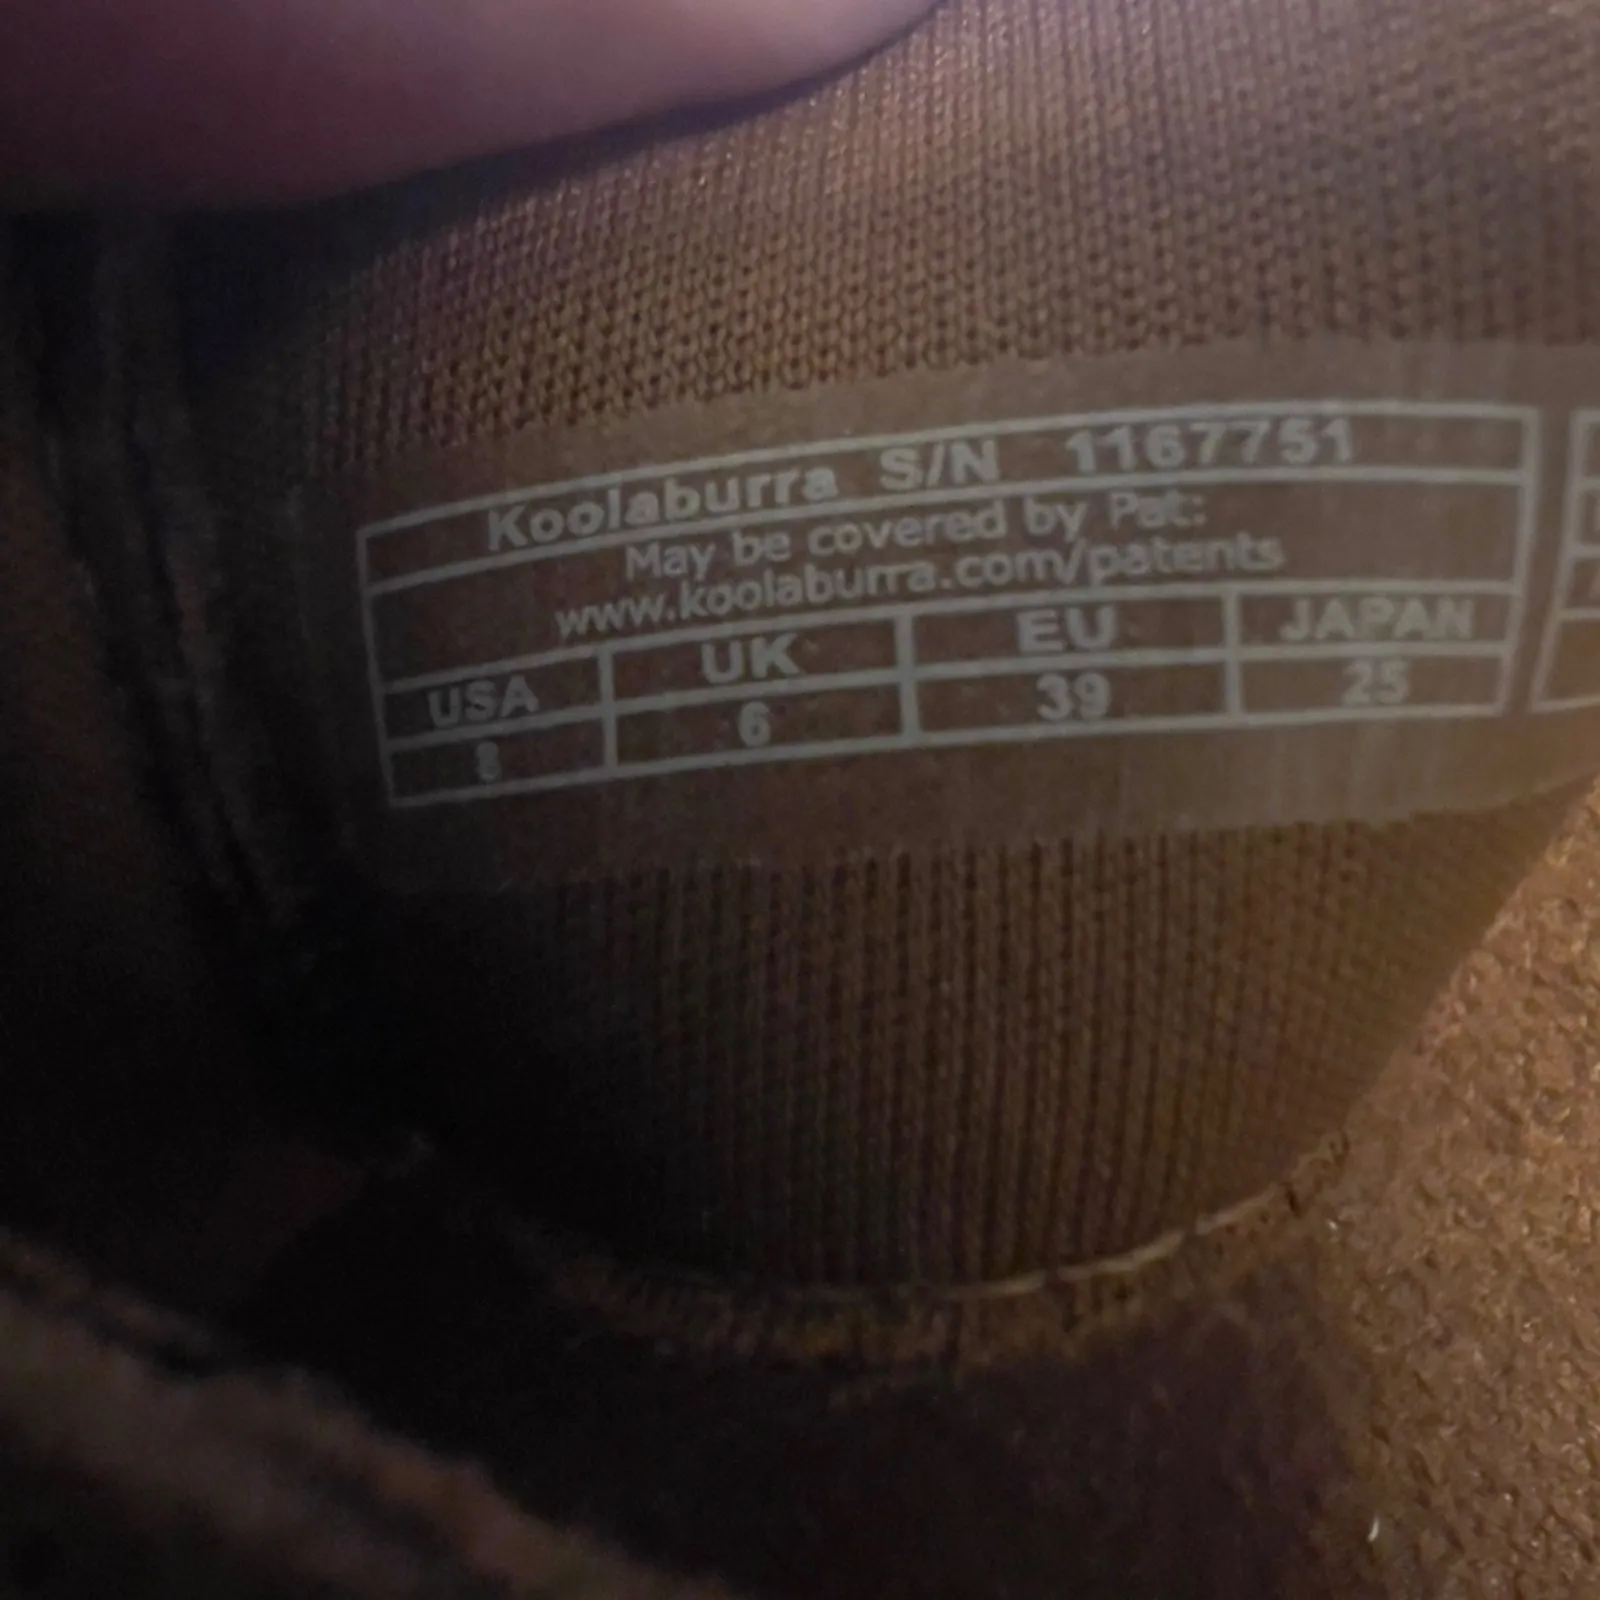 Koolaburra S/N 1167751
May be covered by Pat:
www.koolaburra.com/patents
USA UK EU JAPAN
8 6 39 25